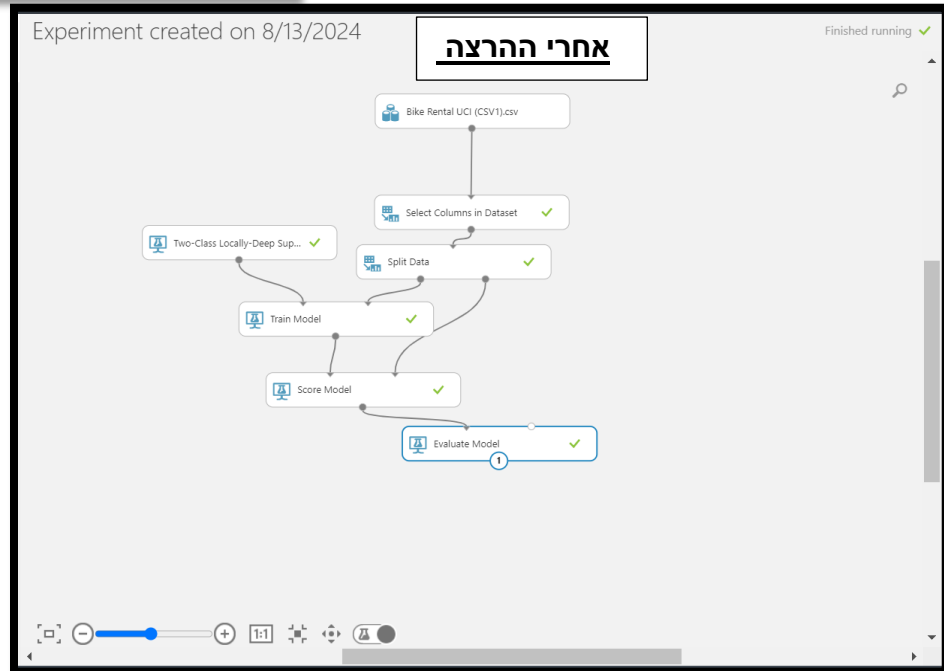 Experiment created on 8/13/2024
אחרי ההרצה
Finished running
Bike Rental UCI (CSV1).csv
Select Columns in Dataset
Two-Class Locally-Deep Sup...
Split Data
Train Model
Score Model
Evaluate Model
1
1:1